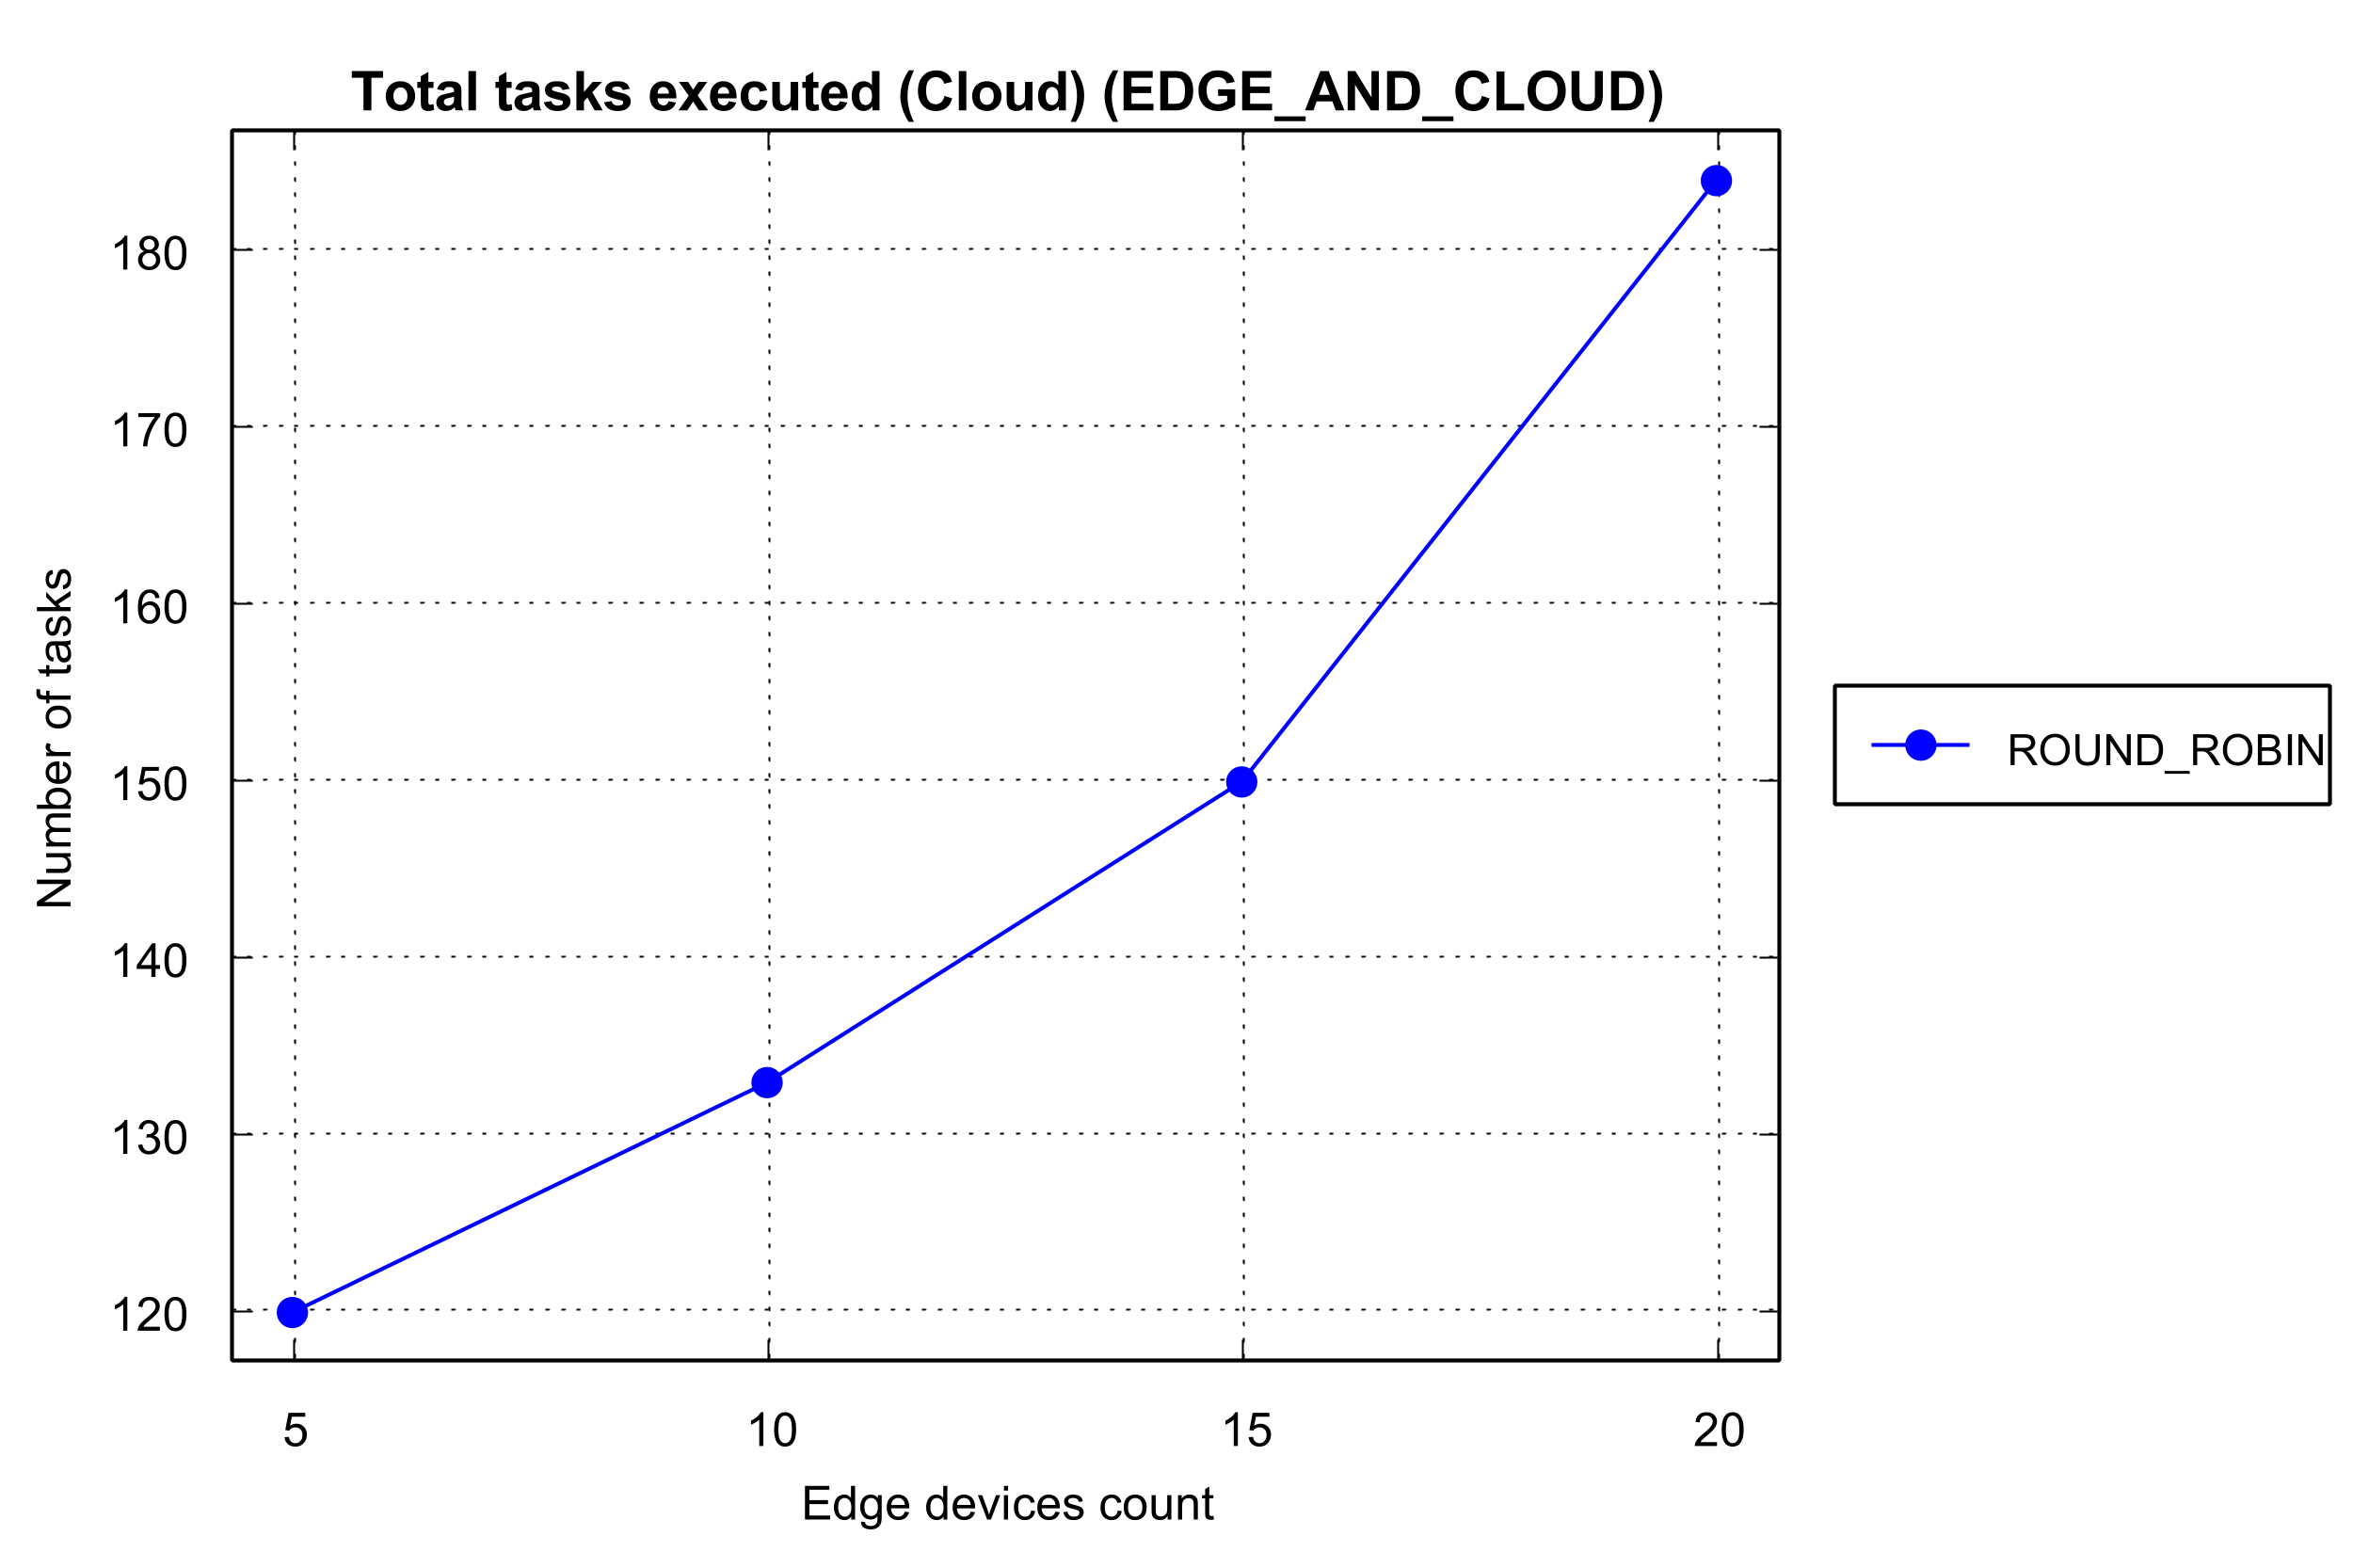 Total tasks executed (Cloud) (EDGE_AND_CLOUD)
180
170
160
150
140
130
120
Number of tasks
5 10 15 20
Edge devices count
ROUND_ROBIN